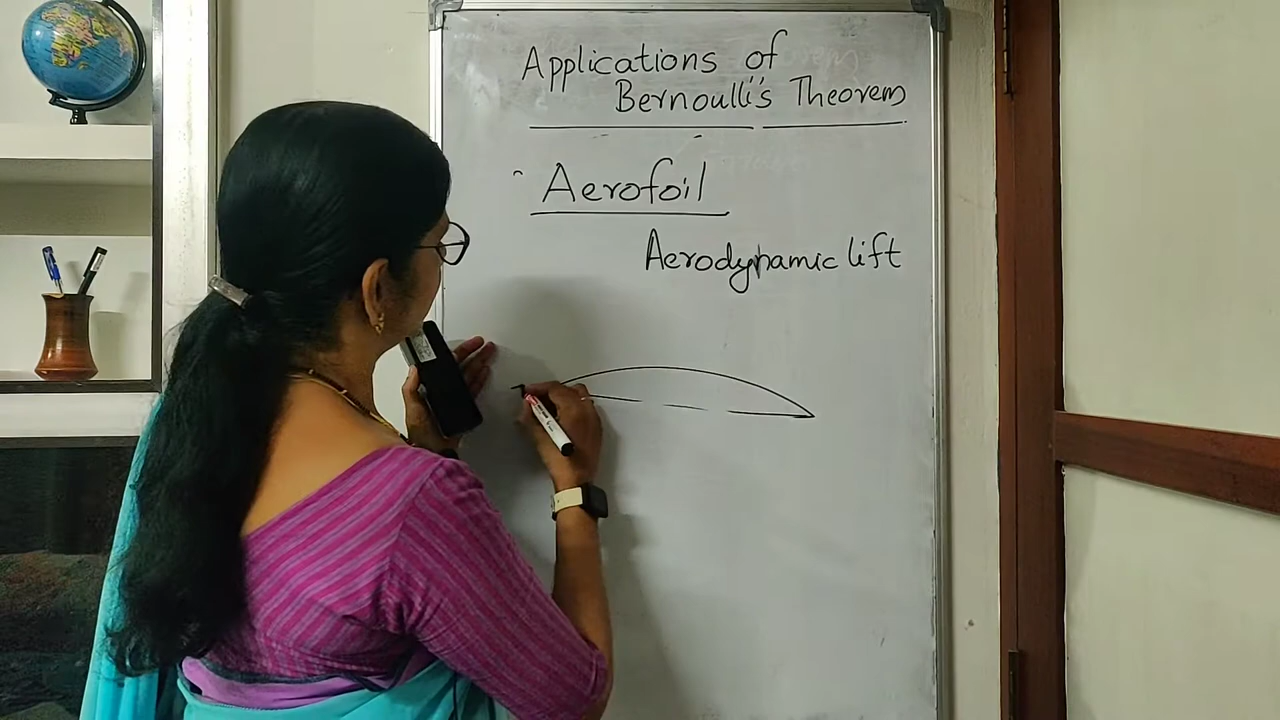 Applications of
Bernoulli's Theorem
Aerofoil
Aerodynamic lift